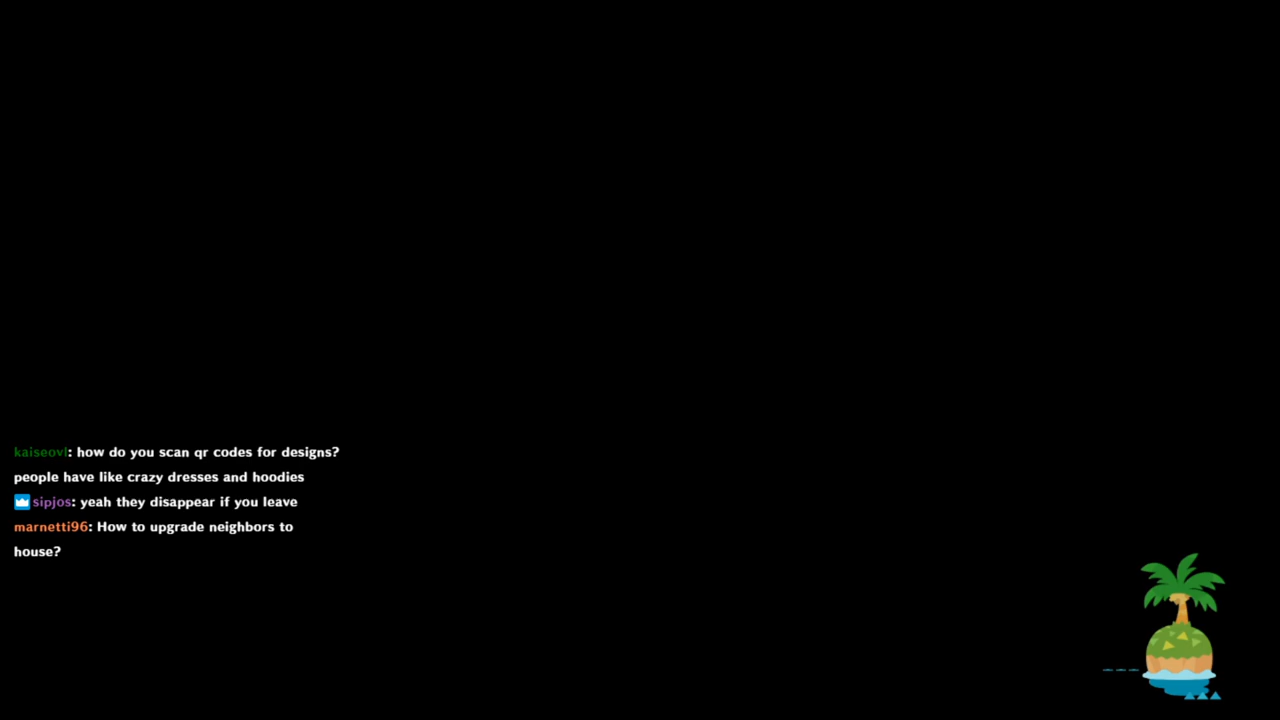 kaiseovl: how do you scan qr codes for designs?
people have like crazy dresses and hoodies
sipjos: yeah they disappear if you leave
marnetti96: How to upgrade neighbors to
house?